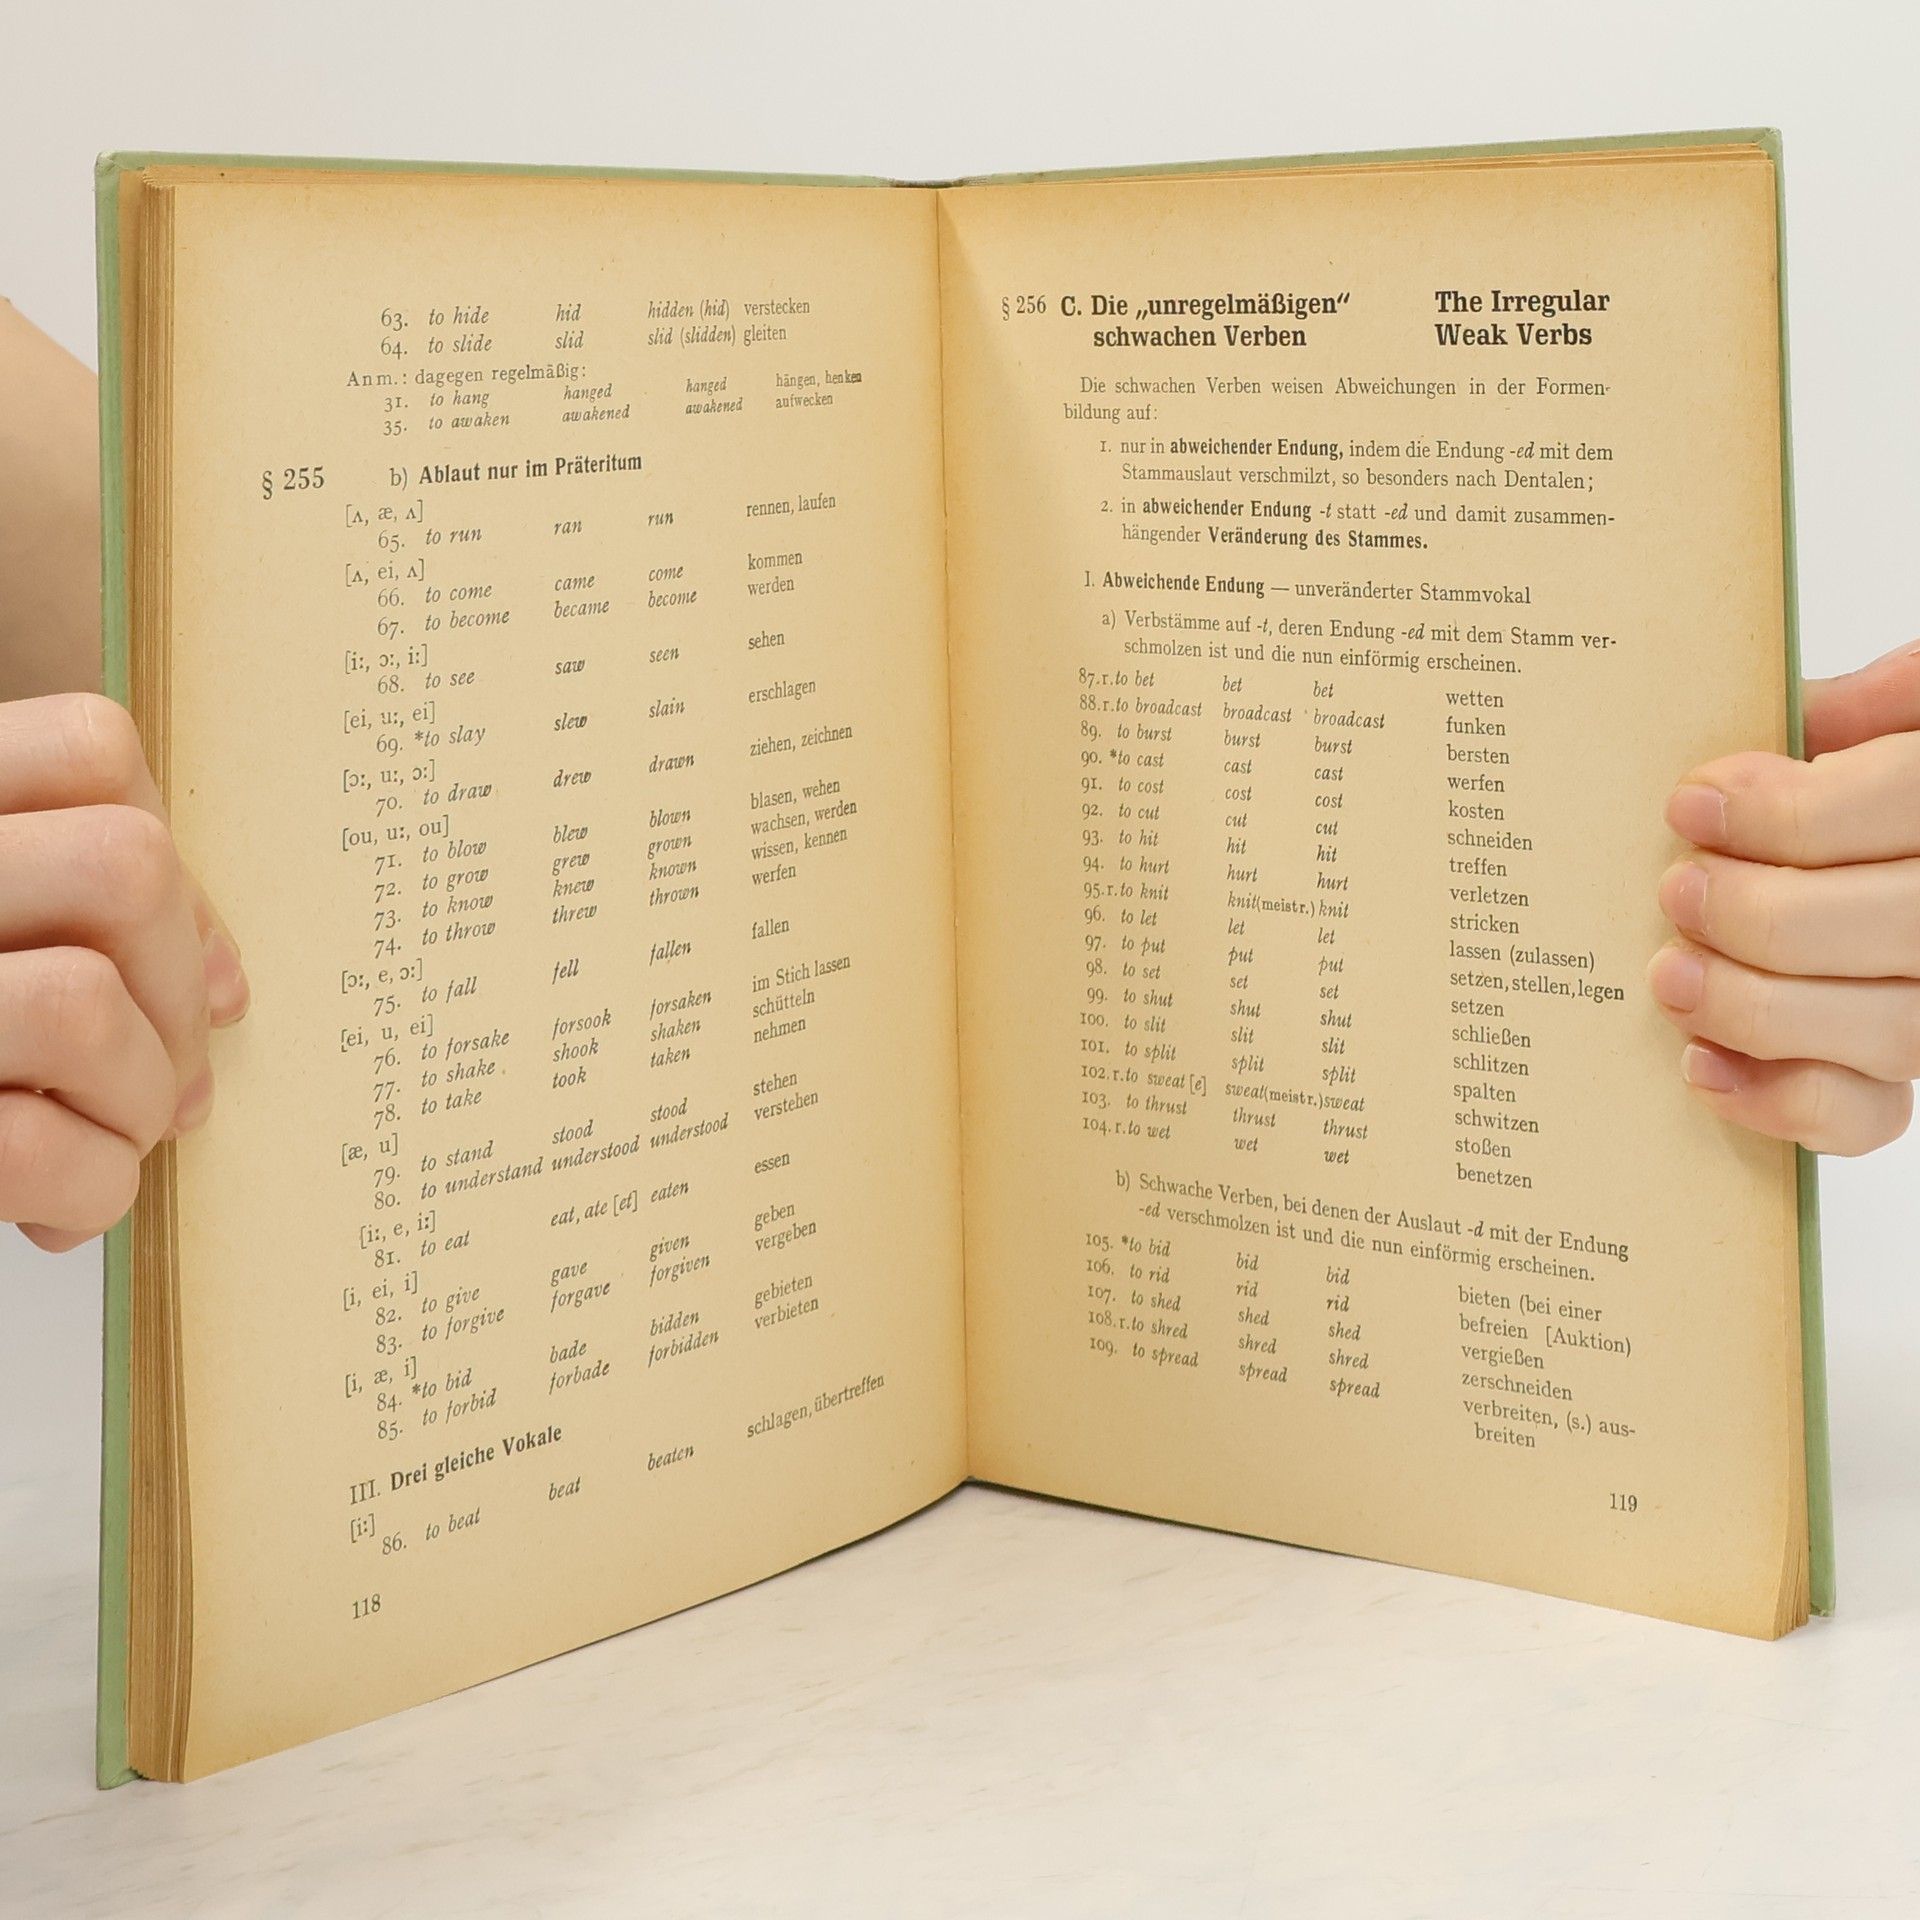 63. to hide hid hidden (hid) verstecken
64. to slide slid slid (slidden) gleiten
Anm.: dagegen regelmäßig:
31. to hang hanged hanged hängen, henken
35. to awaken awakened awakened aufwecken
§ 255 b) Ablaut nur im Präteritum
[ʌ, æ, ʌ]
65. to run ran run rennen, laufen
[ʌ, ei, ʌ]
66. to come came come kommen
67. to become became become werden
[i:, ɔ:, i:]
68. to see saw seen sehen
[ei, u:, ei]
69. *to slay slew slain erschlagen
[ɔ:, u:, ɔ:]
70. to draw drew drawn ziehen, zeichnen
[ou, u:, ou]
71. to blow blew blown blasen, wehen
72. to grow grew grown wachsen, werden
73. to know knew known wissen, kennen
74. to throw threw thrown werfen
[ɔ:, e, ɔ:]
75. to fall fell fallen fallen
[ei, u, ei]
76. to forsake forsook forsaken im Stich lassen
77. to shake shook shaken schütteln
78. to take took taken nehmen
[æ, u]
79. to stand stood stood stehen
80. to understand understood understood verstehen
[i:, e, i:]
81. to eat eat, ate [et] eaten essen
[i, ei, i]
82. to give gave given geben
83. to forgive forgave forgiven vergeben
[i, æ, i]
84. *to bid bade bidden gebieten
85. to forbid forbade forbidden verbieten
III. Drei gleiche Vokale
[i:]
86. to beat beat beaten schlagen, übertreffen
118
§ 256 C. Die „unregelmäßigen“ The Irregular
schwachen Verben Weak Verbs
Die schwachen Verben weisen Abweichungen in der Formen-
bildung auf:
1. nur in abweichender Endung, indem die Endung -ed mit dem
Stammauslaut verschmilzt, so besonders nach Dentalen;
2. in abweichender Endung -t statt -ed und damit zusammen-
hängender Veränderung des Stammes.
I. Abweichende Endung — unveränderter Stammvokal
a) Verbstämme auf -t, deren Endung -ed mit dem Stamm ver-
schmolzen ist und die nun einförmig erscheinen.
87. r. to bet bet bet wetten
88. r. to broadcast broadcast broadcast funken
89. to burst burst burst bersten
90. *to cast cast cast werfen
91. to cost cost cost kosten
92. to cut cut cut schneiden
93. to hit hit hit treffen
94. to hurt hurt hurt verletzen
95. r. to knit knit (meist r.) knit stricken
96. to let let let lassen (zulassen)
97. to put put put setzen, stellen, legen
98. to set set set setzen
99. to shut shut shut schließen
100. to slit slit slit schlitzen
101. to split split split spalten
102. r. to sweat [e] sweat (meist r.) sweat schwitzen
103. to thrust thrust thrust stoßen
104. r. to wet wet wet benetzen
b) Schwache Verben, bei denen der Auslaut -d mit der Endung
-ed verschmolzen ist und die nun einförmig erscheinen.
105. *to bid bid bid bieten (bei einer
106. to rid rid rid befreien [Auktion)
107. to shed shed shed vergießen
108. r. to shred shred shred zerschneiden
109. to spread spread spread verbreiten, (s.) aus-
breiten
119